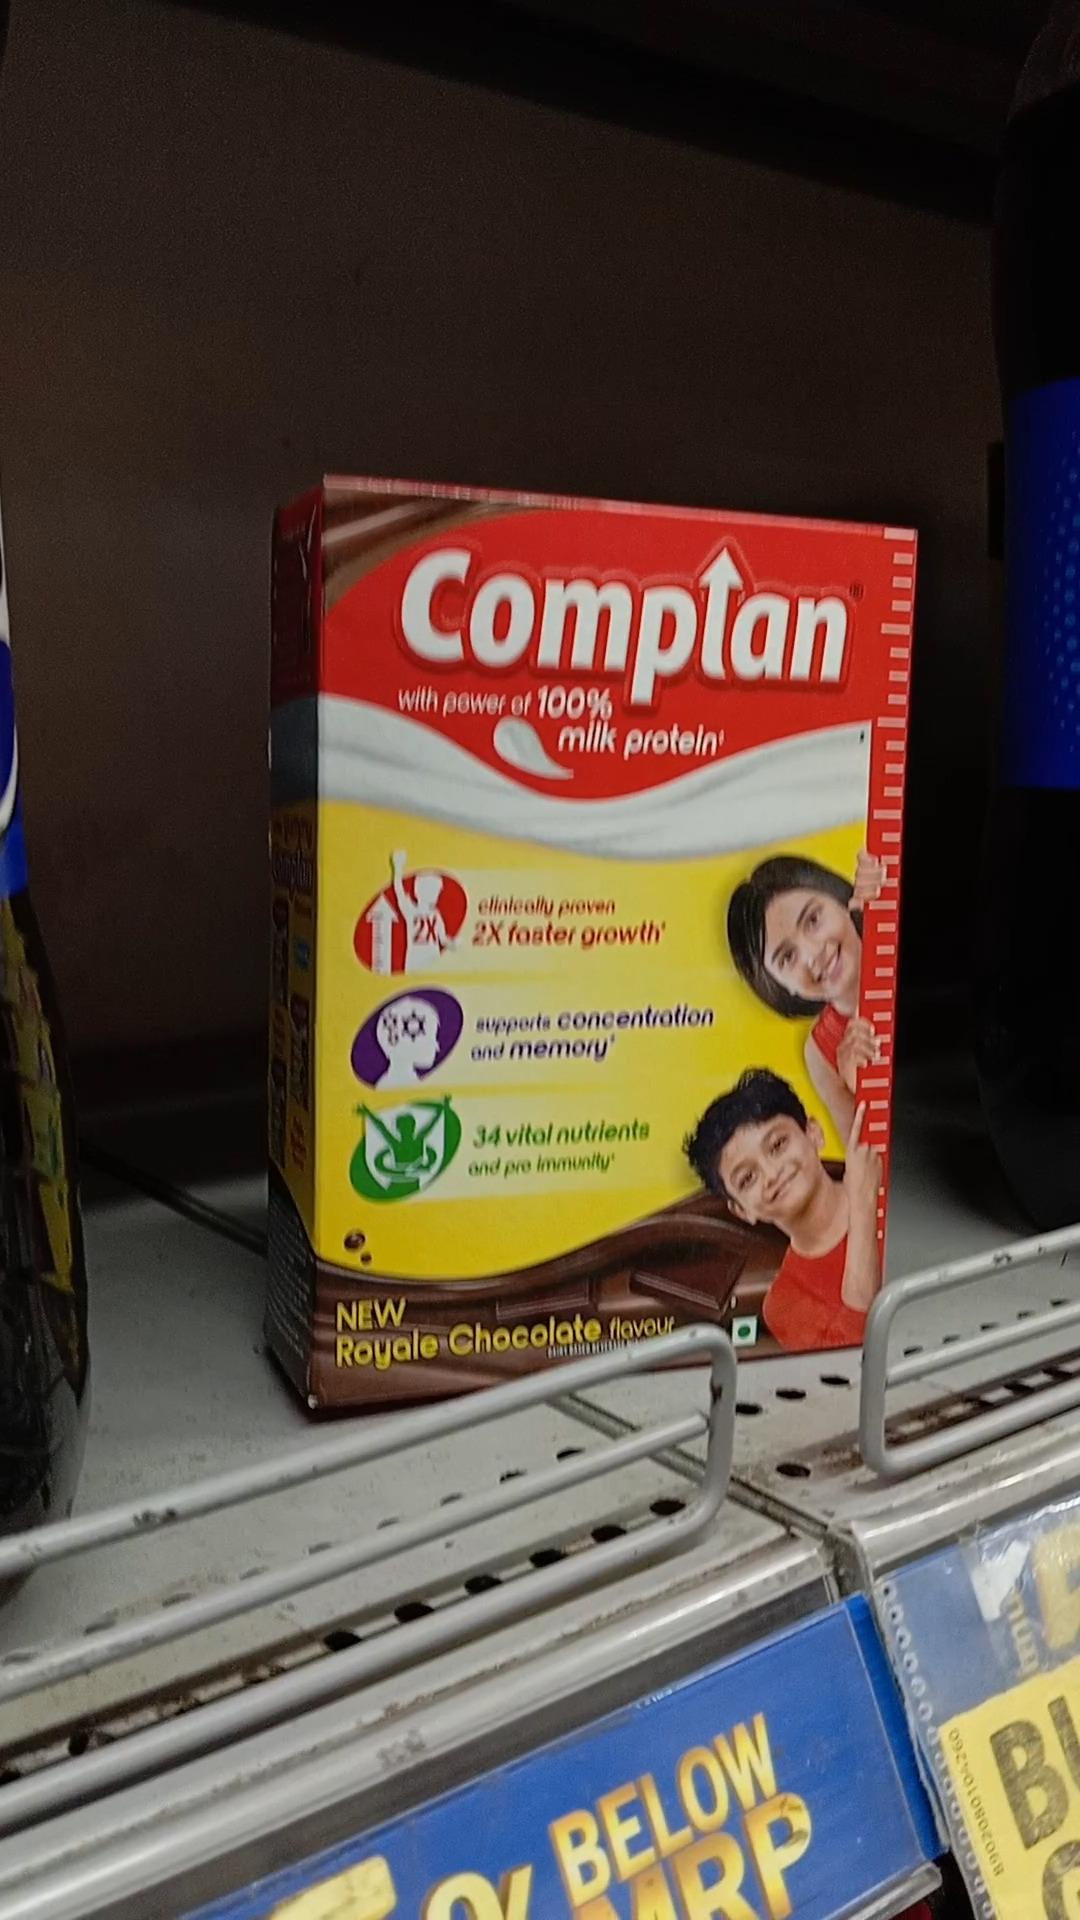 Complan
with power of 100%
milk protein
2X
clinically proven
2X faster growth
supports concentration
and memory
34 vital nutrients
and pro immunity
NEW
Royale Chocolate flavour
% BELOW
MRP
8902080104260